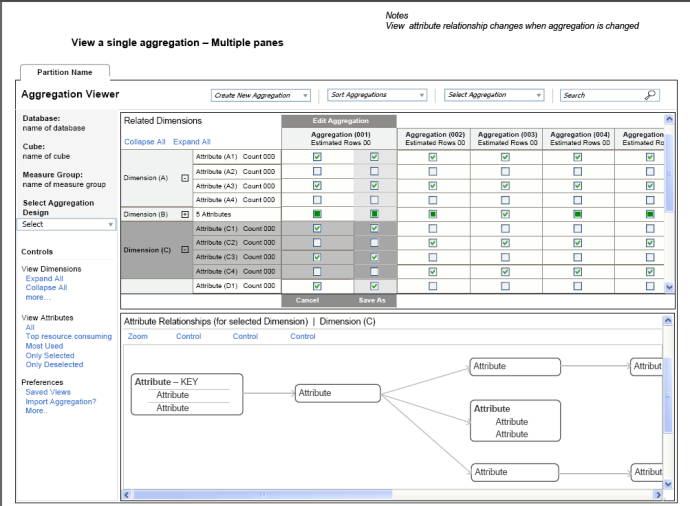 Notes
View attribute relationship changes when aggregation is changed
View a single aggregation – Multiple panes
Partition Name
Aggregation Viewer
Create New Aggregation
Sort Aggregations
Select Aggregation
Search
Database:
name of database
Cube:
name of cube
Measure Group:
name of measure group
Select Aggregation
Design
Select
Controls
View Dimensions
Expand All
Collapse All
more...
View Attributes
All
Top resource consuming
Most Used
Only Selected
Only Deselected
Preferences
Saved Views
Import Aggregation?
More..
Related Dimensions
Edit Aggregation
Collapse All Expand All
Aggregation (001)
Estimated Rows 00
Aggregation (002)
Estimated Rows 00
Aggregation (003)
Estimated Rows 00
Aggregation (004)
Estimated Rows 00
Aggregation
Estimated Ro
Dimension (A)
Attribute (A1) Count 000
Attribute (A2) Count 000
Attribute (A3) Count 000
Attribute (A4) Count 000
Dimension (B)
5 Attributes
Dimension (C)
Attribute (C1) Count 000
Attribute (C2) Count 000
Attribute (C3) Count 000
Attribute (C4) Count 000
Attribute (D1) Count 000
Cancel
Save As
Attribute Relationships (for selected Dimension) | Dimension (C)
Zoom Control Control Control
Attribute – KEY
Attribute
Attribute
Attribute
Attribute
Attribut
Attribute
Attribute
Attribute
Attribute
Attribut